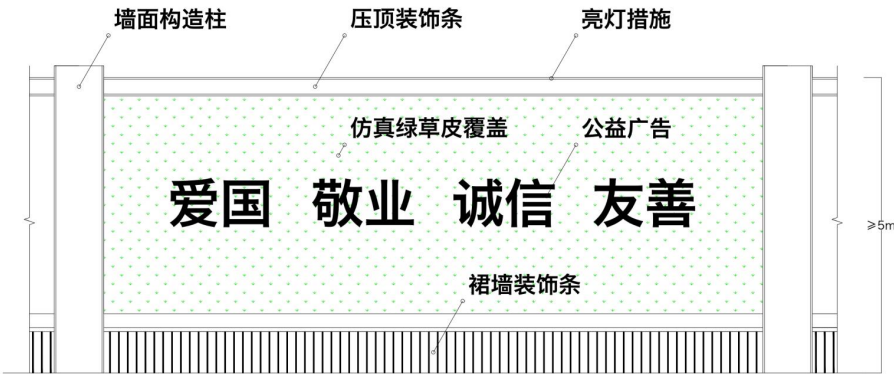 墙面构造柱 压顶装饰条 亮灯措施
仿真绿草皮覆盖 公益广告
爱国 敬业 诚信 友善
≥5m
裙墙装饰条